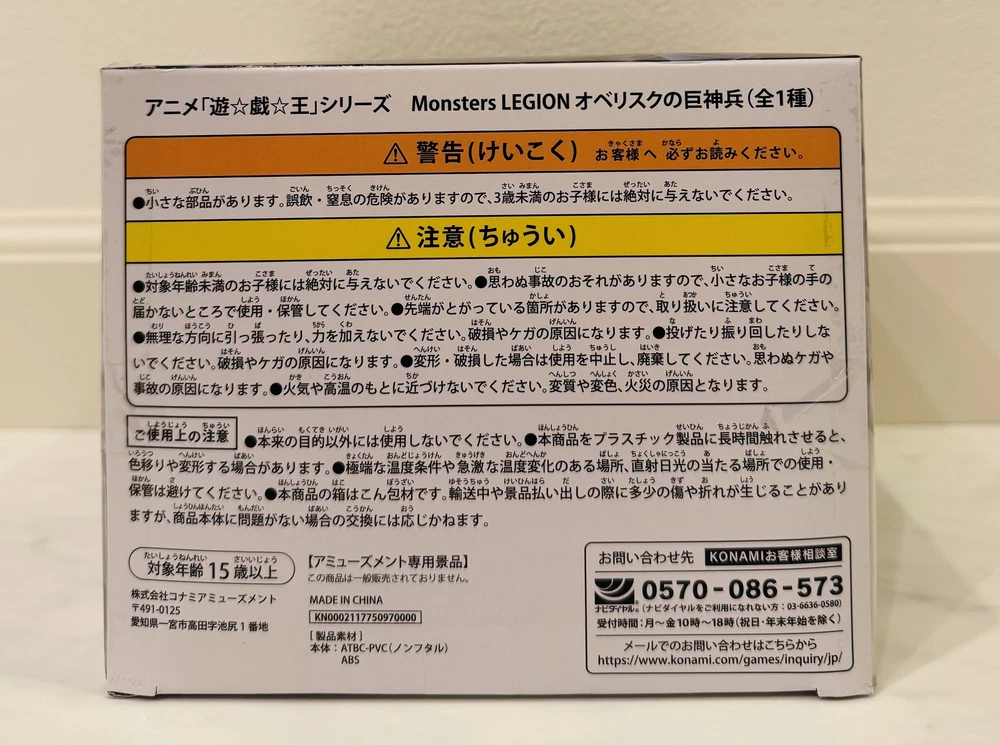 アニメ「遊☆戯☆王」シリーズ　Monsters LEGION オベリスクの巨神兵（全1種）
⚠ 警告(けいこく)　お客様へ 必ずお読みください。
●小さな部品があります。誤飲・窒息の危険がありますので、3歳未満のお子様には絶対に与えないでください。
⚠ 注意(ちゅうい)
●対象年齢未満のお子様には絶対に与えないでください。●思わぬ事故のおそれがありますので、小さなお子様の手の
届かないところで使用・保管してください。●先端がとがっている箇所がありますので、取り扱いに注意してください。
●無理な方向に引っ張ったり、力を加えないでください。破損やケガの原因になります。●投げたり振り回したりしな
いでください。破損やケガの原因になります。●変形・破損した場合は使用を中止し、廃棄してください。思わぬケガや
事故の原因になります。●火気や高温のもとに近づけないでください。変質や変色、火災の原因となります。
ご使用上の注意 ●本来の目的以外には使用しないでください。●本商品をプラスチック製品に長時間触れさせると、
色移りや変形する場合があります。●極端な温度条件や急激な温度変化のある場所、直射日光の当たる場所での使用・
保管は避けてください。●本商品の箱はこん包材です。輸送中や景品払い出しの際に多少の傷や折れが生じることがあり
ますが、商品本体に問題がない場合の交換には応じかねます。
対象年齢 15歳以上
株式会社コナミアミューズメント
〒491-0125
愛知県一宮市高田字池尻1番地
【アミューズメント専用景品】
この商品は一般販売されておりません。
MADE IN CHINA
KN0002117750970000
[製品素材]
本体：ATBC-PVC(ノンフタル)
ABS
お問い合わせ先 KONAMIお客様相談室
ナビダイヤル® 0570-086-573
(ナビダイヤルをご利用になれない方：03-6636-0580)
受付時間：月～金10時～18時(祝日・年末年始を除く)
メールでのお問い合わせはこちらから
https://www.konami.com/games/inquiry/jp/